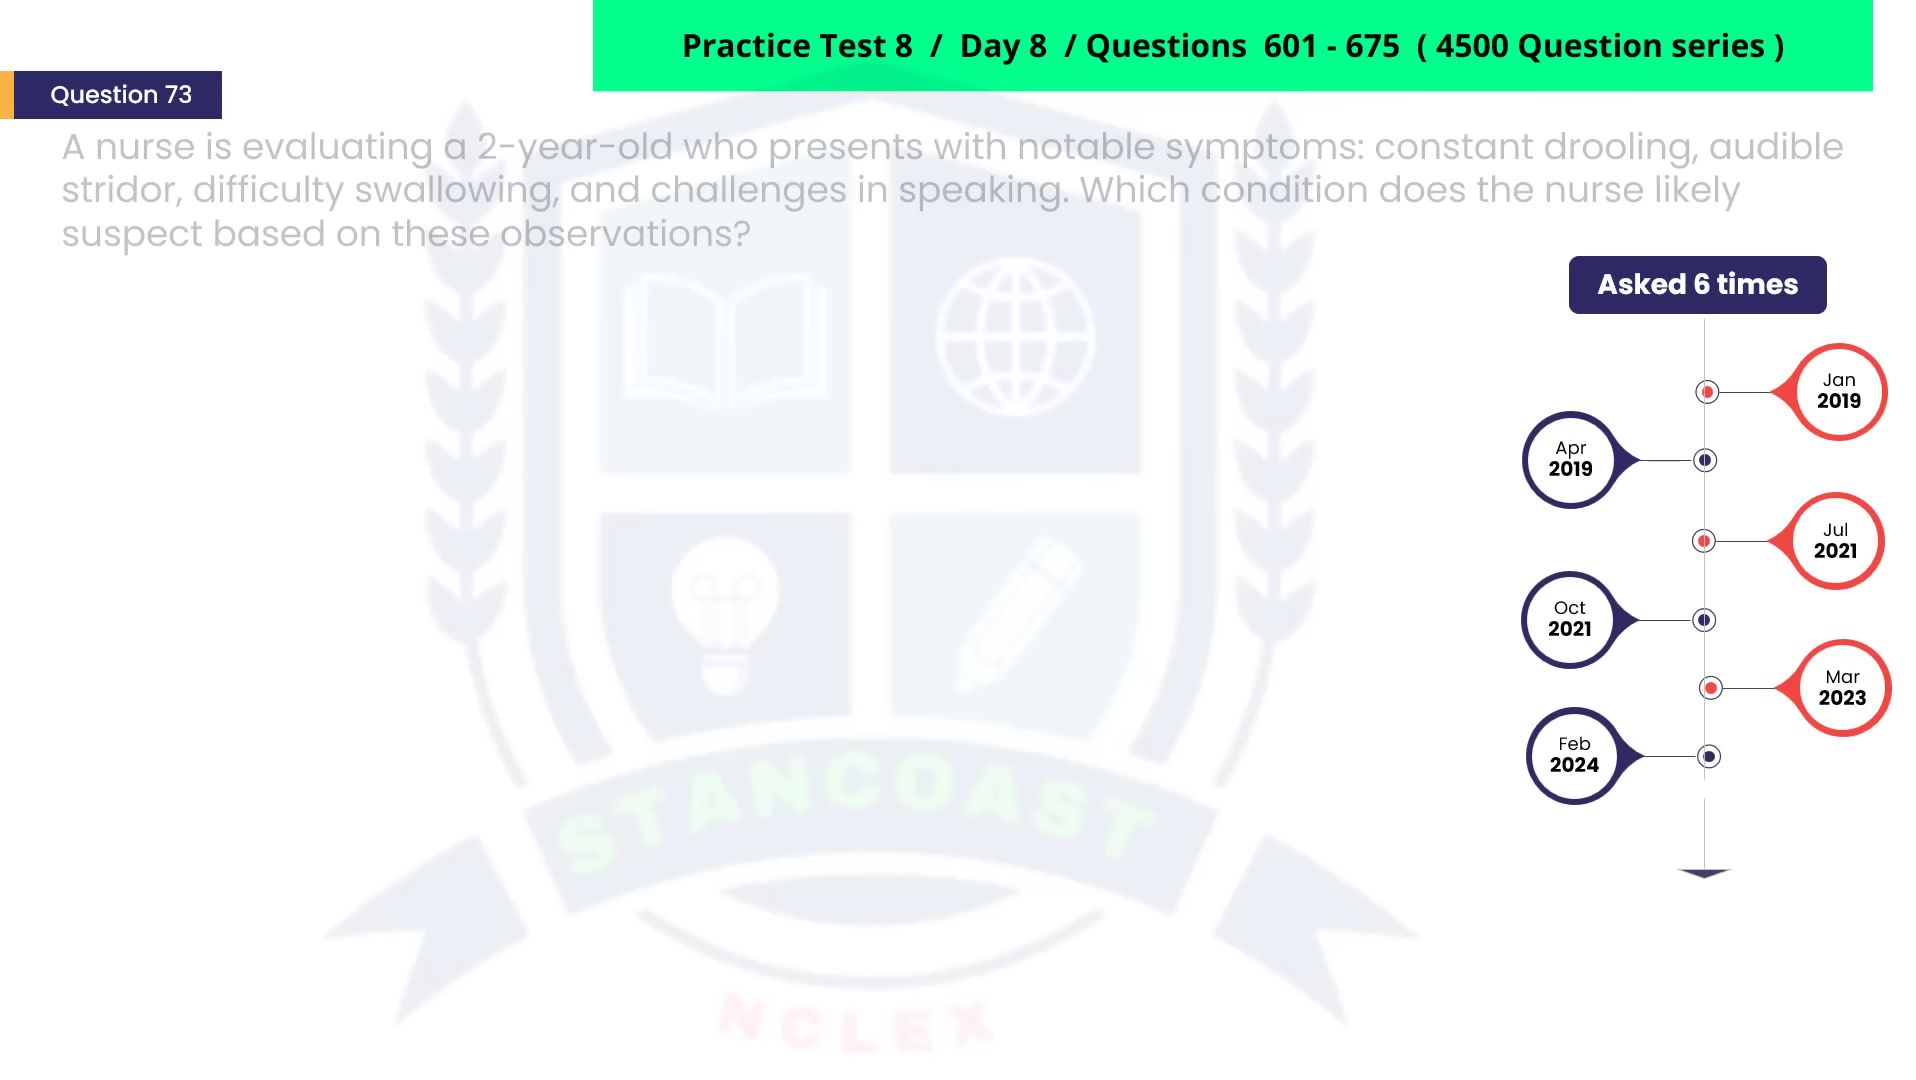 Practice Test 8 / Day 8 / Questions 601 - 675 ( 4500 Question series )
Question 73
A nurse is evaluating a 2-year-old who presents with notable symptoms: constant drooling, audible
stridor, difficulty swallowing, and challenges in speaking. Which condition does the nurse likely
suspect based on these observations?
Asked 6 times
Jan
2019
Apr
2019
Jul
2021
Oct
2021
Mar
2023
Feb
2024
STANCOAST
NCLEX